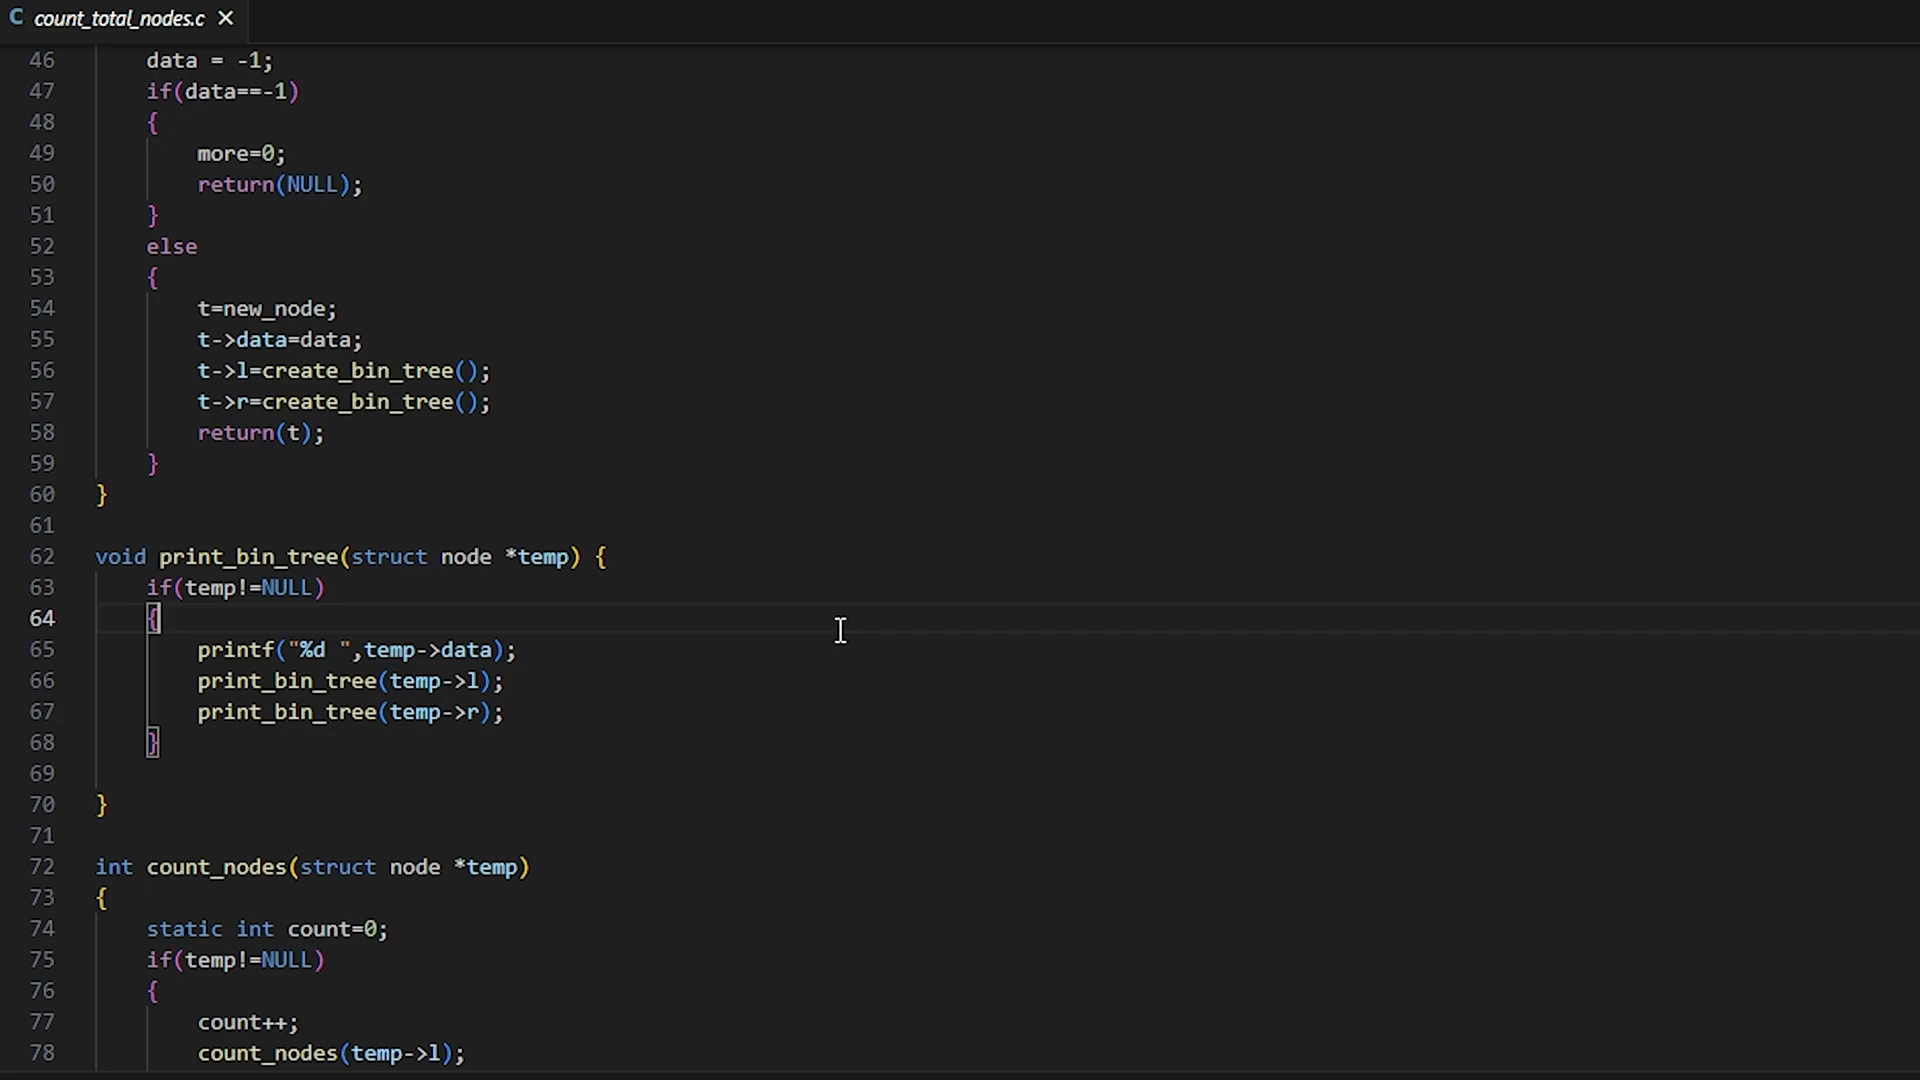 C count_total_nodes.c ×
46 data = -1;
47 if(data==-1)
48 {
49 more=0;
50 return(NULL);
51 }
52 else
53 {
54 t=new_node;
55 t->data=data;
56 t->l=create_bin_tree();
57 t->r=create_bin_tree();
58 return(t);
59 }
60 }
61
62 void print_bin_tree(struct node *temp) {
63 if(temp!=NULL)
64 {
65 printf("%d ",temp->data);
66 print_bin_tree(temp->l);
67 print_bin_tree(temp->r);
68 }
69
70 }
71
72 int count_nodes(struct node *temp)
73 {
74 static int count=0;
75 if(temp!=NULL)
76 {
77 count++;
78 count_nodes(temp->l);